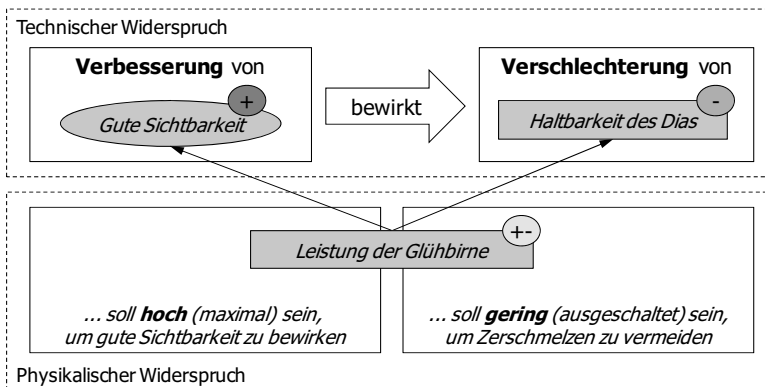 Technischer Widerspruch
Verbesserung von
+
Gute Sichtbarkeit
bewirkt
Verschlechterung von
-
Haltbarkeit des Dias
+-
Leistung der Glühbirne
... soll hoch (maximal) sein,
um gute Sichtbarkeit zu bewirken
... soll gering (ausgeschaltet) sein,
um Zerschmelzen zu vermeiden
Physikalischer Widerspruch